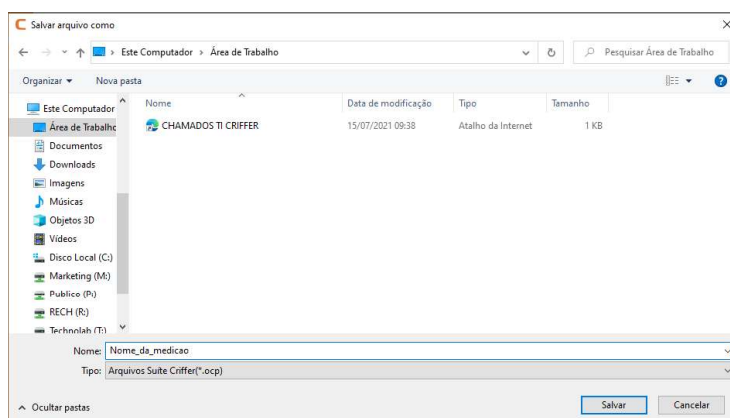 Salvar arquivo como
Este Computador > Área de Trabalho
Pesquisar Área de Trabalho
Organizar
Nova pasta
Nome Data de modificação Tipo Tamanho
CHAMADOS TI CRIFFER 15/07/2021 09:38 Atalho da Internet 1 KB
Este Computador
Área de Trabalho
Documentos
Downloads
Imagens
Músicas
Objetos 3D
Vídeos
Disco Local (C:)
Marketing (M:)
Publico (P:)
RECH (R:)
Technolab (T:)
Nome: Nome_da_medicao
Tipo: Arquivos Suíte Criffer(*.ocp)
Ocultar pastas
Salvar
Cancelar